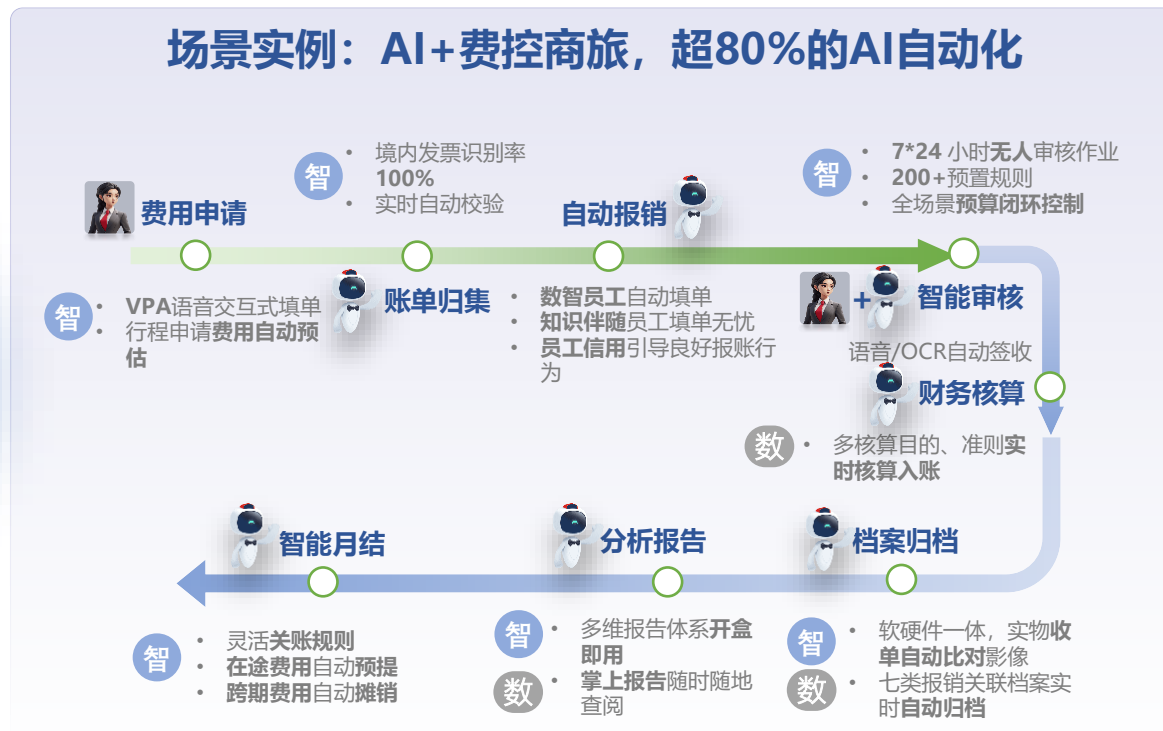 场景实例：AI+费控商旅，超80%的AI自动化
费用申请
智
• VPA语音交互式填单
• 行程申请费用自动预
估
智
• 境内发票识别率
100%
• 实时自动校验
账单归集
自动报销
• 数智员工自动填单
• 知识伴随员工填单无忧
• 员工信用引导良好报账行
为
智
• 7*24 小时无人审核作业
• 200+预置规则
• 全场景预算闭环控制
+
智能审核
语音/OCR自动签收
财务核算
数
• 多核算目的、准则实
时核算入账
档案归档
智
• 软硬件一体，实物收
单自动比对影像
数
• 七类报销关联档案实
时自动归档
分析报告
智
• 多维报告体系开盒
即用
数
• 掌上报告随时随地
查阅
智能月结
智
• 灵活关账规则
• 在途费用自动预提
• 跨期费用自动摊销